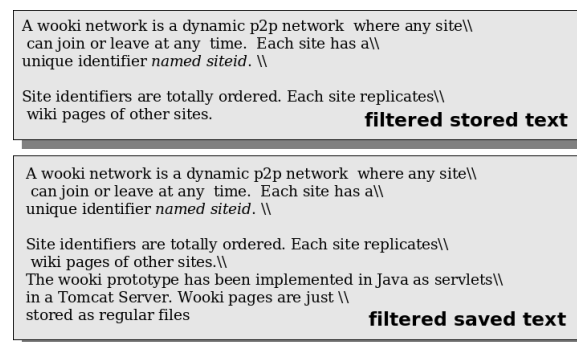 A wooki network is a dynamic p2p network  where any site\\
 can join or leave at any  time.  Each site has a\\
unique identifier named siteid. \\

Site identifiers are totally ordered. Each site replicates\\
 wiki pages of other sites.
filtered stored text
A wooki network is a dynamic p2p network  where any site\\
 can join or leave at any  time.  Each site has a\\
unique identifier named siteid. \\

Site identifiers are totally ordered. Each site replicates\\
 wiki pages of other sites.\\
The wooki prototype has been implemented in Java as servlets\\
in a Tomcat Server. Wooki pages are just \\
stored as regular files
filtered saved text